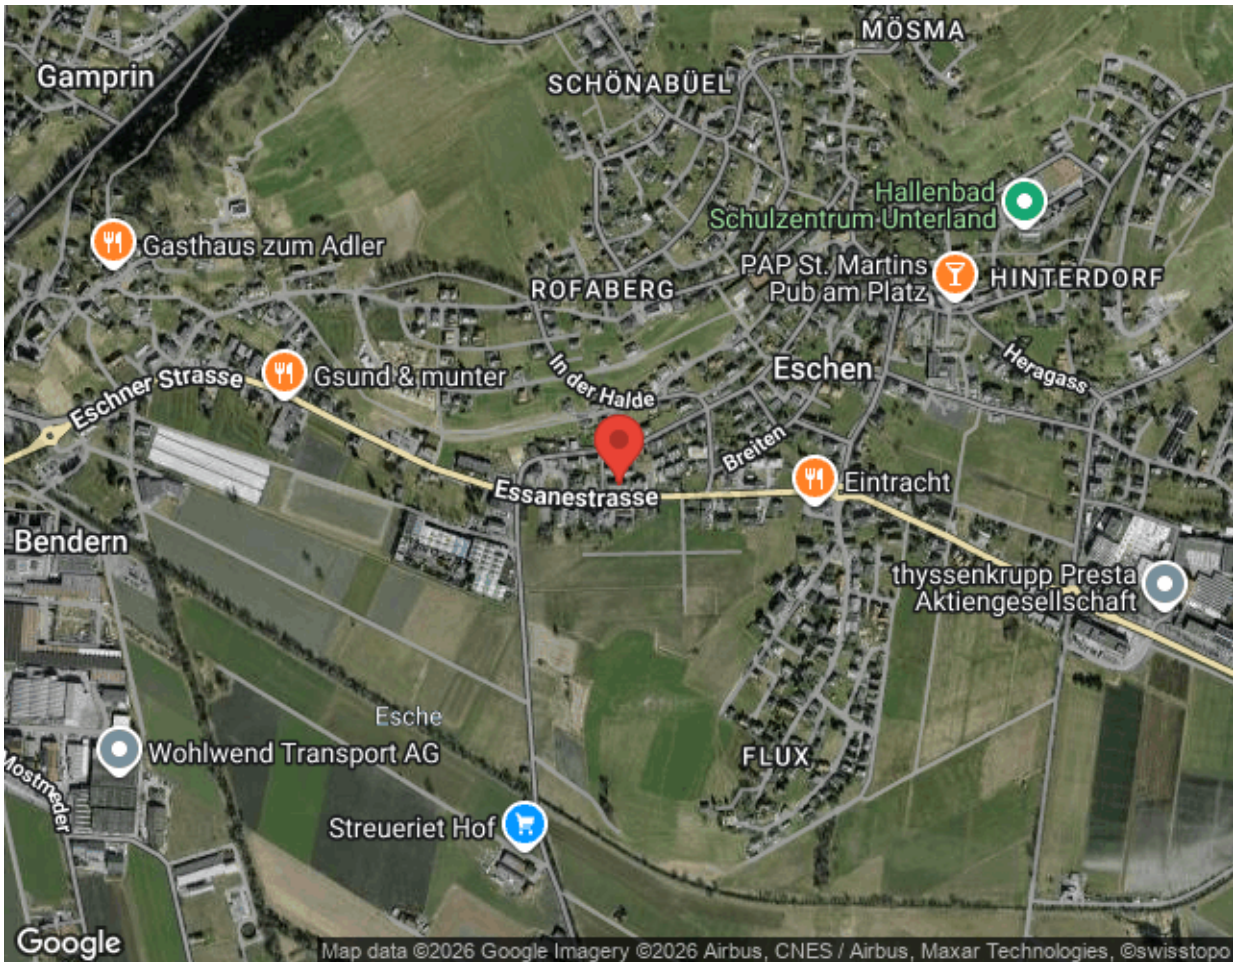 MÖSMA
Gamprin
SCHÖNABÜEL
Hallenbad
Schulzentrum Unterland
Gasthaus zum Adler
PAP St. Martins
Pub am Platz
HINTERDORF
ROFABERG
Heragass
Eschen
Gsund & munter
In der Halde
Eschner Strasse
Breiten
Eintracht
Essanestrasse
Bendern
thyssenkrupp Presta
Aktiengesellschaft
Esche
Wohlwend Transport AG
FLUX
Mostmeder
Streueriet Hof
Google
Map data ©2026 Google Imagery ©2026 Airbus, CNES / Airbus, Maxar Technologies, ©swisstopo